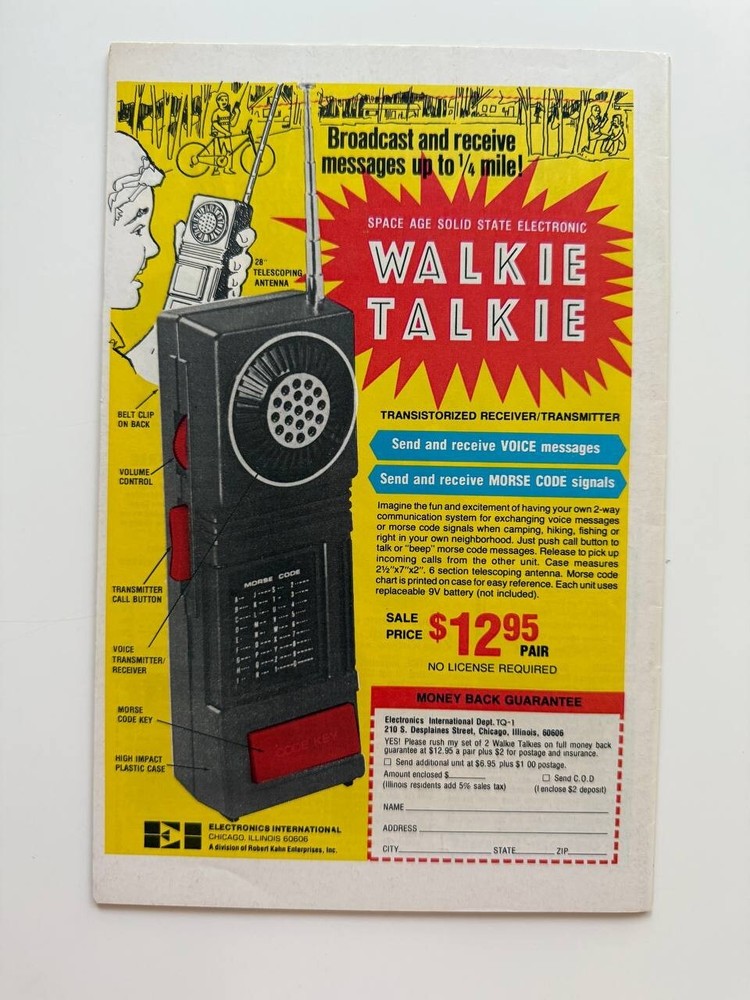 Broadcast and receive
messages up to 1/4 mile!
SPACE AGE SOLID STATE ELECTRONIC
WALKIE
TALKIE
28"
TELESCOPING
ANTENNA
BELT CLIP
ON BACK
VOLUME
CONTROL
TRANSMITTER
CALL BUTTON
VOICE
TRANSMITTER/
RECEIVER
MORSE
CODE KEY
HIGH IMPACT
PLASTIC CASE
MORSE CODE
CODE KEY
TRANSISTORIZED RECEIVER/TRANSMITTER
Send and receive VOICE messages
Send and receive MORSE CODE signals
Imagine the fun and excitement of having your own 2-way
communication system for exchanging voice messages
or morse code signals when camping, hiking, fishing or
right in your own neighborhood. Just push call button to
talk or "beep" morse code messages. Release to pick up
incoming calls from the other unit. Case measures
2½"x7"x2". 6 section telescoping antenna. Morse code
chart is printed on case for easy reference. Each unit uses
replaceable 9V battery (not included).
SALE
PRICE $12.95
PAIR
NO LICENSE REQUIRED
MONEY BACK GUARANTEE
Electronics International Dept. TQ-1
210 S. Desplaines Street, Chicago, Illinois, 60606
YES! Please rush my set of 2 Walkie Talkies on full money back
guarantee at $12.95 a pair plus $2 for postage and insurance.
☐ Send additional unit at $6.95 plus $1.00 postage.
Amount enclosed $ ☐ Send C.O.D
(Illinois residents add 5% sales tax) (I enclose $2 deposit)
NAME
ADDRESS
CITY STATE ZIP
EI ELECTRONICS INTERNATIONAL
CHICAGO, ILLINOIS 60606
A division of Robert Kahn Enterprises, Inc.